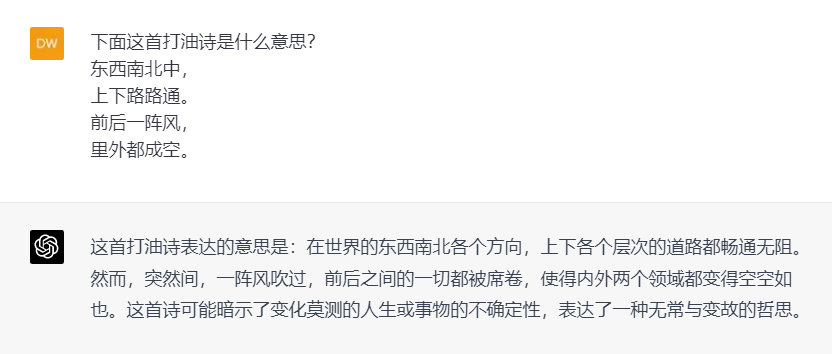 DW
下面这首打油诗是什么意思?
东西南北中，
上下路路通。
前后一阵风，
里外都成空。
这首打油诗表达的意思是：在世界的东西南北各个方向，上下各个层次的道路都畅通无阻。
然而，突然间，一阵风吹过，前后之间的一切都被席卷，使得内外两个领域都变得空空如
也。这首诗可能暗示了变化莫测的人生或事物的不确定性，表达了一种无常与变故的哲思。